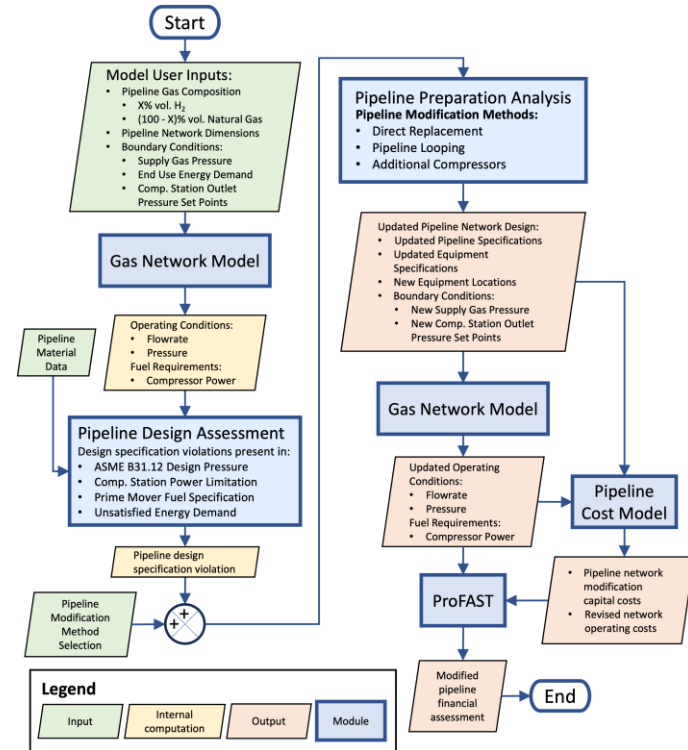 Start
Model User Inputs:
• Pipeline Gas Composition
• X% vol. H₂
• (100 - X)% vol. Natural Gas
• Pipeline Network Dimensions
• Boundary Conditions:
• Supply Gas Pressure
• End Use Energy Demand
• Comp. Station Outlet
Pressure Set Points
Gas Network Model
Operating Conditions:
• Flowrate
• Pressure
Fuel Requirements:
• Compressor Power
Pipeline
Material
Data
Pipeline Design Assessment
Design specification violations present in:
• ASME B31.12 Design Pressure
• Comp. Station Power Limitation
• Prime Mover Fuel Specification
• Unsatisfied Energy Demand
Pipeline design
specification violation
Pipeline
Modification
Method
Selection
+ +
Pipeline Preparation Analysis
Pipeline Modification Methods:
• Direct Replacement
• Pipeline Looping
• Additional Compressors
Updated Pipeline Network Design:
• Updated Pipeline Specifications
• Updated Equipment
Specifications
• New Equipment Locations
• Boundary Conditions:
• New Supply Gas Pressure
• New Comp. Station Outlet
Pressure Set Points
Gas Network Model
Updated Operating
Conditions:
• Flowrate
• Pressure
Fuel Requirements:
• Compressor Power
Pipeline
Cost Model
• Pipeline network
modification
capital costs
• Revised network
operating costs
ProFAST
Modified
pipeline
financial
assessment
End
Legend
Input
Internal
computation
Output
Module